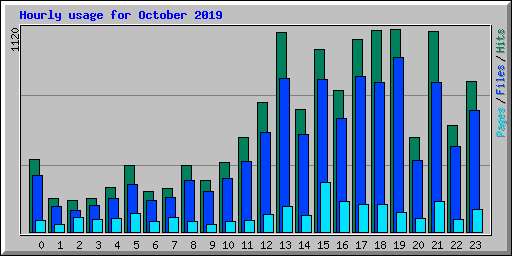 Hourly usage for October 2019
1120
Pages/Files/Hits
0 1 2 3 4 5 6 7 8 9 10 11 12 13 14 15 16 17 18 19 20 21 22 23